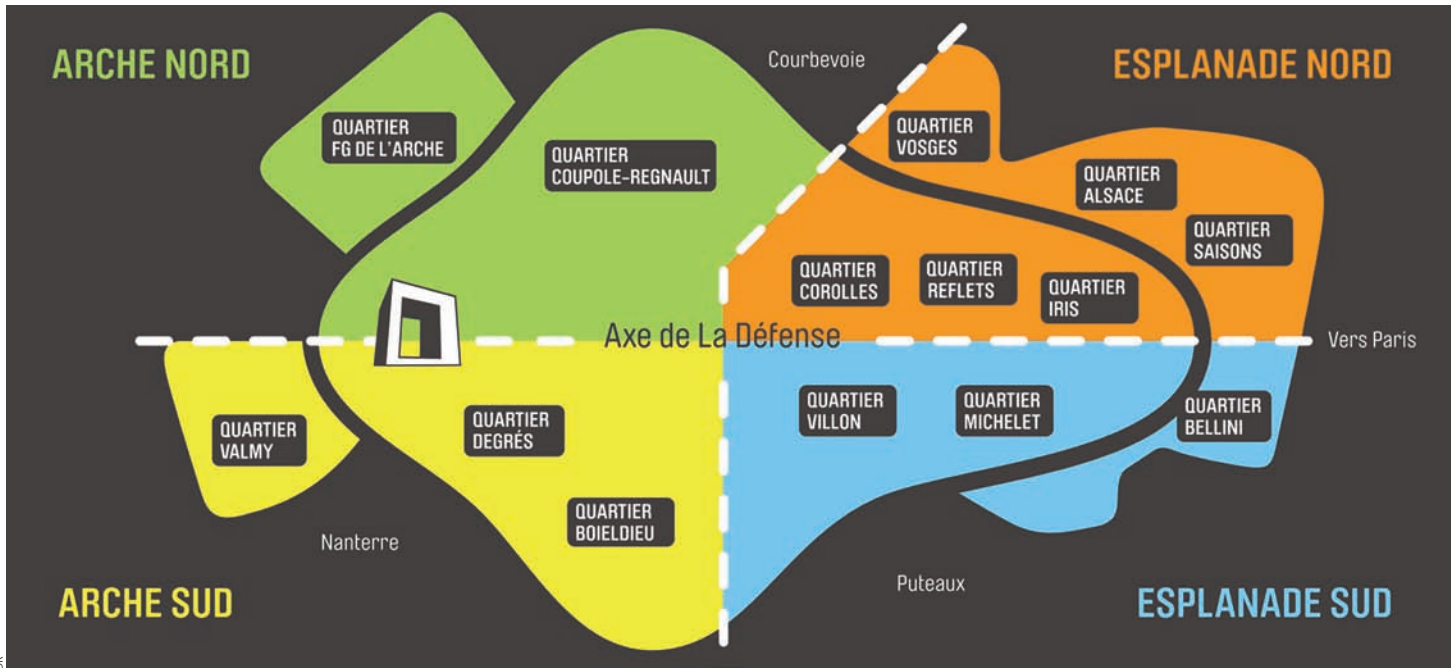 ARCHE NORD
Courbevoie
ESPLANADE NORD
QUARTIER
FG DE L'ARCHE
QUARTIER
COUPOLE-REGNAULT
QUARTIER
VOSGES
QUARTIER
ALSACE
QUARTIER
SAISONS
QUARTIER
COROLLES
QUARTIER
REFLETS
QUARTIER
IRIS
Axe de La Défense
Vers Paris
QUARTIER
VALMY
QUARTIER
DEGRÉS
QUARTIER
VILLON
QUARTIER
MICHELET
QUARTIER
BELLINI
QUARTIER
BOIELDIEU
Nanterre
Puteaux
ARCHE SUD
ESPLANADE SUD